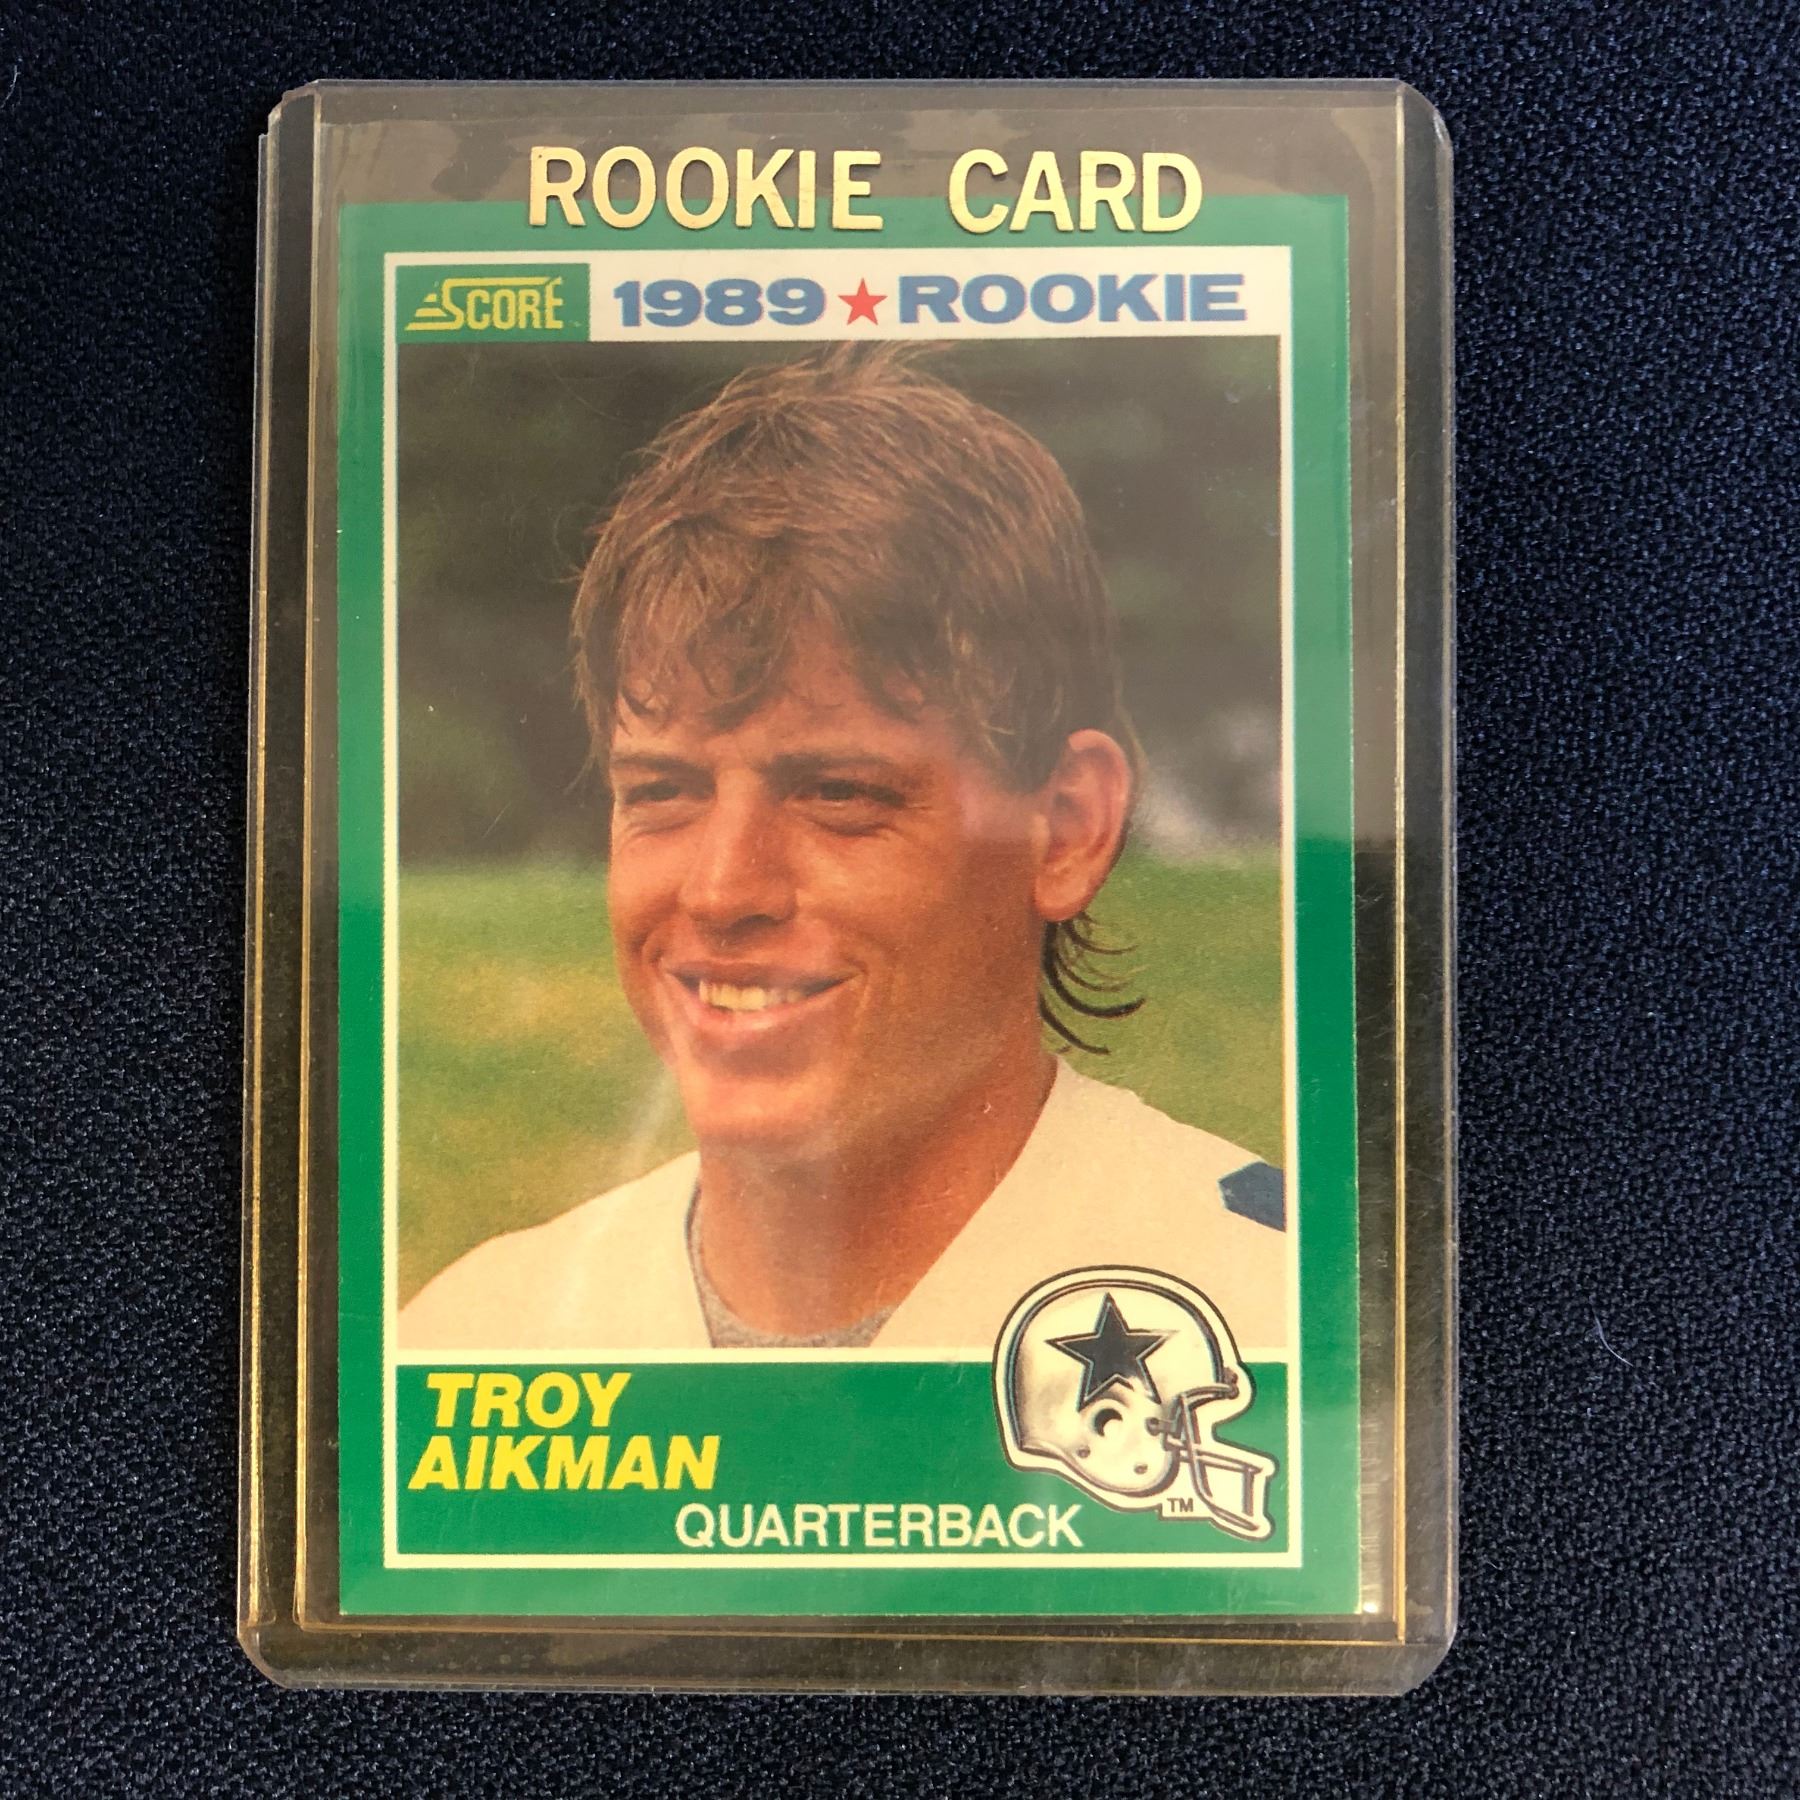 ROOKIE CARD
SCORE 1989 ★ ROOKIE
TROY
AIKMAN
QUARTERBACK
TM